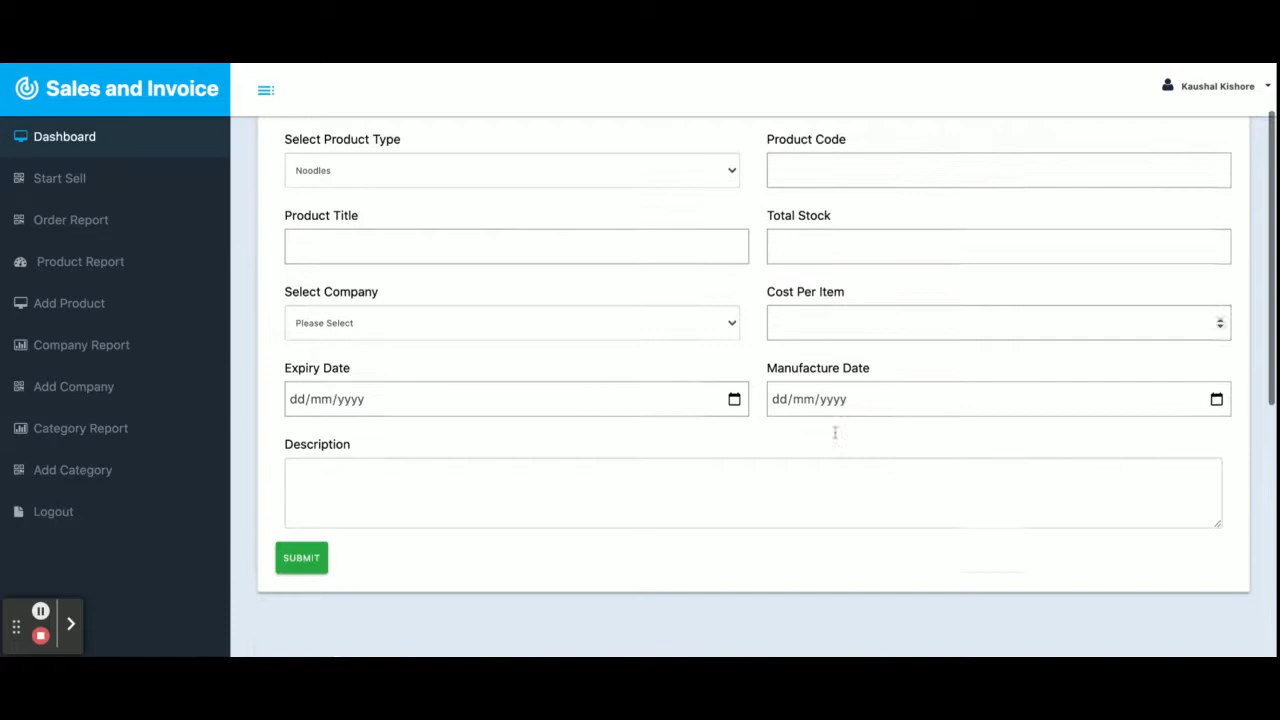 Sales and Invoice
Kaushal Kishore
Dashboard
Start Sell
Order Report
Product Report
Add Product
Company Report
Add Company
Category Report
Add Category
Logout
Select Product Type
Product Code
Noodles
Product Title
Total Stock
Select Company
Cost Per Item
Please Select
Expiry Date
Manufacture Date
dd/mm/yyyy
dd/mm/yyyy
Description
SUBMIT